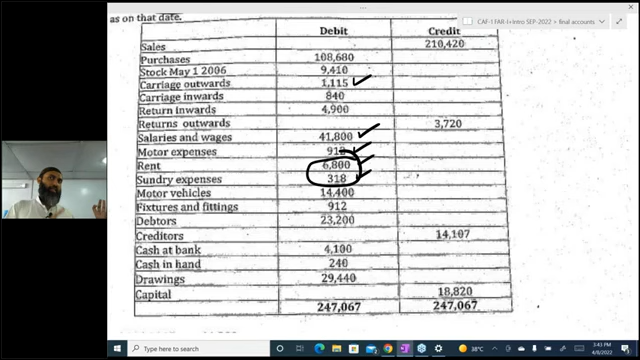 CAF-1 FAR-I+Intro SEP-2022 > final accounts
as on that date.
Debit Credit
Sales 210,420
Purchases 108,680
Stock May 1 2006 9,410
Carriage outwards 1,115
Carriage inwards 840
Return inwards 4,900
Returns outwards 3,720
Salaries and wages 41,800
Motor expenses 912
Rent 6,800
Sundry expenses 318
Motor vehicles 14,400
Fixtures and fittings 912
Debtors 23,200
Creditors 14,107
Cash at bank 4,100
Cash in hand 240
Drawings 29,440
Capital 18,820
247,067 247,067
Type here to search
38°C
3:43 PM
4/8/2022